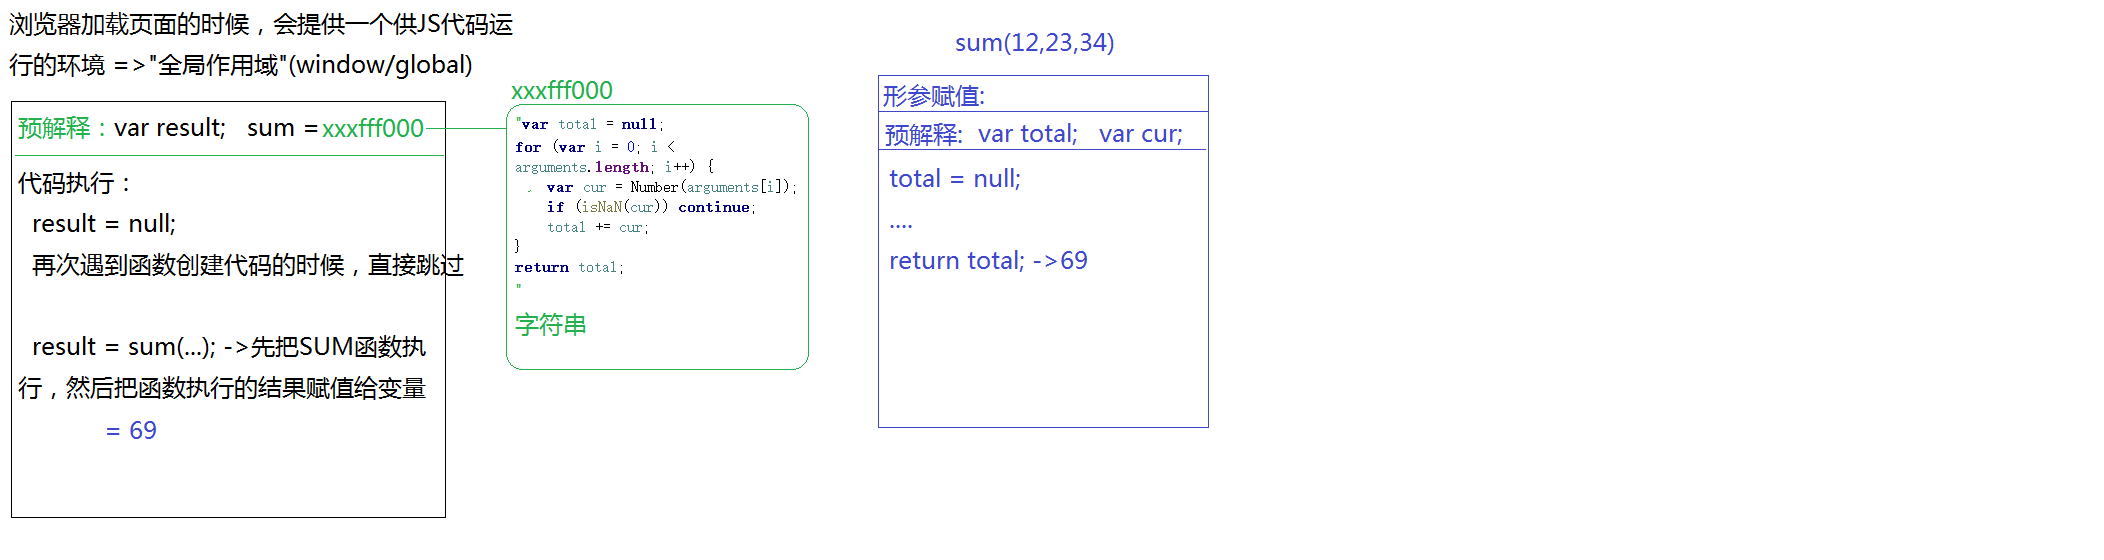 浏览器加载页面的时候，会提供一个供JS代码运
行的环境 =>"全局作用域"(window/global)
预解释：var result;   sum =xxxfff000
代码执行：
result = null;
再次遇到函数创建代码的时候，直接跳过
result = sum(...); ->先把SUM函数执
行，然后把函数执行的结果赋值给变量
= 69
xxxfff000
"var total = null;
for (var i = 0; i <
arguments.length; i++) {
var cur = Number(arguments[i]);
if (isNaN(cur)) continue;
total += cur;
}
return total;
"
字符串
sum(12,23,34)
形参赋值:
预解释:  var total;   var cur;
total = null;
....
return total; ->69